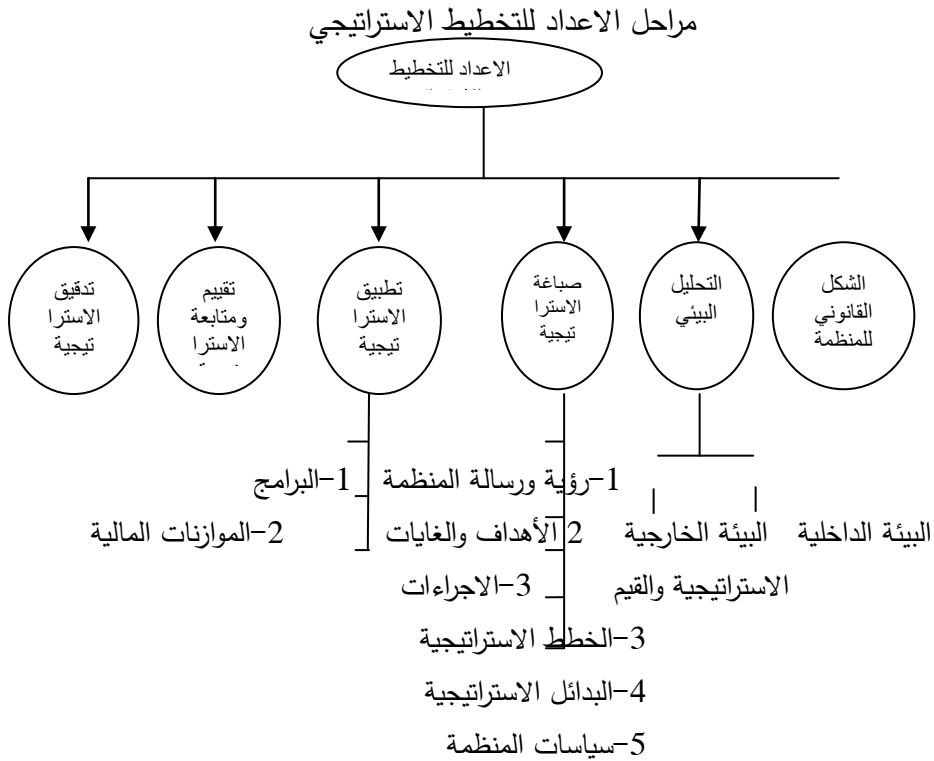 مراحل الاعداد للتخطيط الاستراتيجي
الاعداد للتخطيط
الشكل
القانوني
للمنظمة
التحليل
البيئي
صباغة
الاسترا
تيجية
تطبيق
الاسترا
تيجية
تقييم
ومتابعة
الاسترا
تدقيق
الاسترا
تيجية
1-رؤية ورسالة المنظمة 1-البرامج
البيئة الداخلية البيئة الخارجية 2 الأهداف والغايات 2-الموازنات المالية
الاستراتيجية والقيم 3-الاجراءات
3-الخطط الاستراتيجية
4-البدائل الاستراتيجية
5-سياسات المنظمة